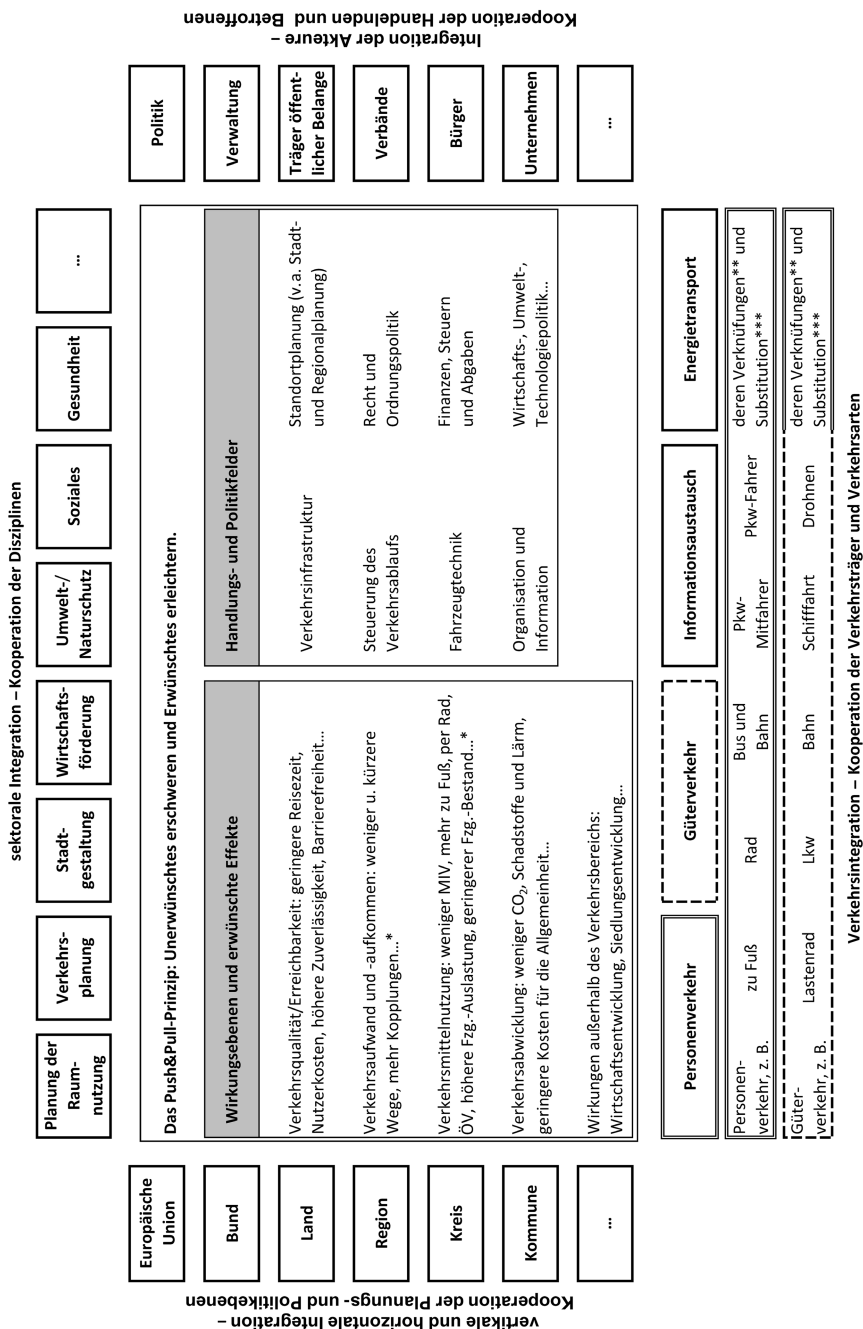 sektorale Integration – Kooperation der Disziplinen
Planung der
Raum-
nutzung
Verkehrs-
planung
Stadt-
gestaltung
Wirtschafts-
förderung
Umwelt-/
Naturschutz
Soziales
Gesundheit
...
vertikale und horizontale Integration –
Kooperation der Planungs- und Politikebenen
Europäische
Union
Bund
Land
Region
Kreis
Kommune
...
Das Push&Pull-Prinzip: Unerwünschtes erschweren und Erwünschtes erleichtern.
Wirkungsebenen und erwünschte Effekte
Verkehrsqualität/Erreichbarkeit: geringere Reisezeit,
Nutzerkosten, höhere Zuverlässigkeit, Barrierefreiheit...
Verkehrsaufwand und -aufkommen: weniger u. kürzere
Wege, mehr Kopplungen...*
Verkehrsmittelnutzung: weniger MIV, mehr zu Fuß, per Rad,
ÖV, höhere Fzg.-Auslastung, geringerer Fzg.-Bestand...*
Verkehrsabwicklung: weniger CO₂, Schadstoffe und Lärm,
geringere Kosten für die Allgemeinheit...
Wirkungen außerhalb des Verkehrsbereichs:
Wirtschaftsentwicklung, Siedlungsentwicklung...
Handlungs- und Politikfelder
Verkehrsinfrastruktur
Standortplanung (v. a. Stadt-
und Regionalplanung)
Steuerung des
Verkehrsablaufs
Recht und
Ordnungspolitik
Fahrzeugtechnik
Finanzen, Steuern
und Abgaben
Organisation und
Information
Wirtschafts-, Umwelt-,
Technologiepolitik...
Politik
Verwaltung
Träger öffent-
licher Belange
Verbände
Bürger
Unternehmen
...
Integration der Akteure –
Kooperation der Handelnden und Betroffenen
Personenverkehr
Güterverkehr
Informationsaustausch
Energietransport
Personen-
verkehr, z. B.
zu Fuß
Rad
Bus und
Bahn
Pkw-
Mitfahrer
Pkw-Fahrer
deren Verknüfungen** und
Substitution***
Güter-
verkehr, z. B.
Lastenrad
Lkw
Bahn
Schifffahrt
Drohnen
deren Verknüfungen** und
Substitution***
Verkehrsintegration – Kooperation der Verkehrsträger und Verkehrsarten